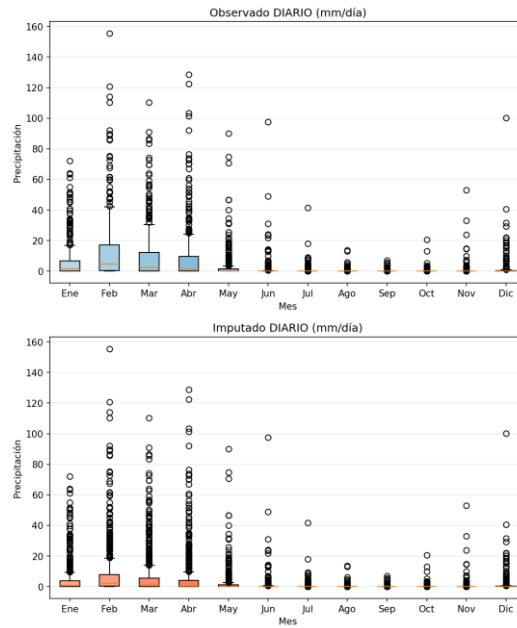 Observado DIARIO (mm/día)
160
140
120
100
80
60
40
20
0
Precipitación
Ene Feb Mar Abr May Jun Jul Ago Sep Oct Nov Dic
Mes
Imputado DIARIO (mm/día)
160
140
120
100
80
60
40
20
0
Precipitación
Ene Feb Mar Abr May Jun Jul Ago Sep Oct Nov Dic
Mes